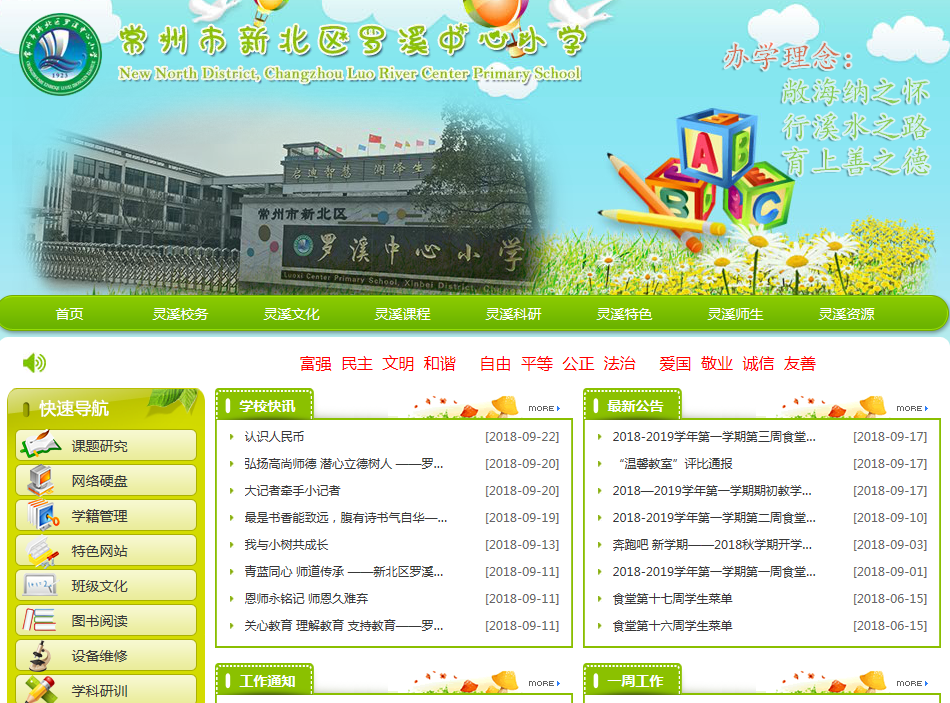 常州市新北区罗溪中心小学
New North District, Changzhou Luo River Center Primary School
1923
办学理念：
敞海纳之怀
行溪水之路
育上善之德
启迪智慧 润泽生
常州市新北区
罗溪中心小学
Luoxi Center Primary School, Xinbei District, Ch
A B B C
首页 灵溪校务 灵溪文化 灵溪课程 灵溪科研 灵溪特色 灵溪师生 灵溪资源
富强 民主 文明 和谐 自由 平等 公正 法治 爱国 敬业 诚信 友善
快速导航
课题研究
网络硬盘
学籍管理
特色网站
班级文化
图书阅读
设备维修
学科研训
学校快讯 MORE
认识人民币 [2018-09-22]
弘扬高尚师德 潜心立德树人 ——罗... [2018-09-20]
大记者牵手小记者 [2018-09-20]
最是书香能致远，腹有诗书气自华—... [2018-09-19]
我与小树共成长 [2018-09-13]
青蓝同心 师道传承 ——新北区罗溪... [2018-09-11]
恩师永铭记 师恩久难弃 [2018-09-11]
关心教育 理解教育 支持教育——罗... [2018-09-11]
最新公告 MORE
2018-2019学年第一学期第三周食堂... [2018-09-17]
“温馨教室”评比通报 [2018-09-17]
2018—2019学年第一学期期初教学... [2018-09-17]
2018-2019学年第一学期第二周食堂... [2018-09-10]
奔跑吧 新学期——2018秋学期开学... [2018-09-03]
2018-2019学年第一学期第一周食堂... [2018-09-01]
食堂第十七周学生菜单 [2018-06-15]
食堂第十六周学生菜单 [2018-06-15]
工作通知 MORE
一周工作 MORE